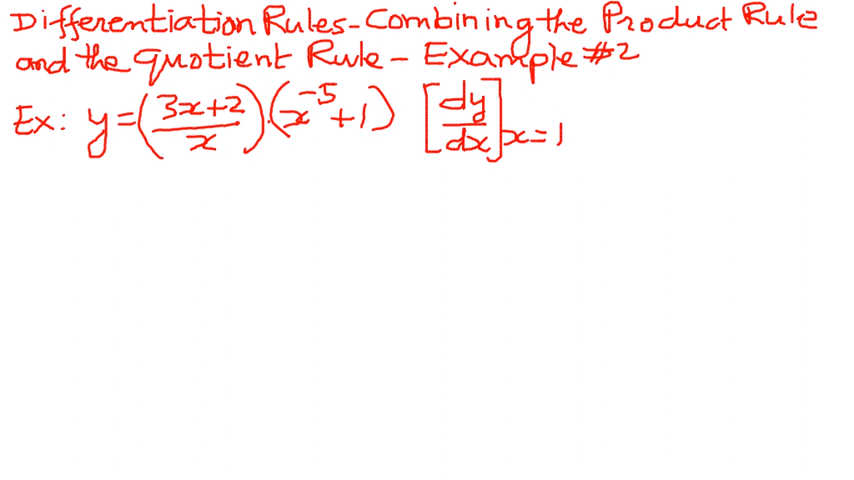 Differentiation Rules-Combining the Product Rule
and the quotient Rule - Example #2
Ex: y=(3x+2/x)·(x^-5+1) [dy/dx]x=1